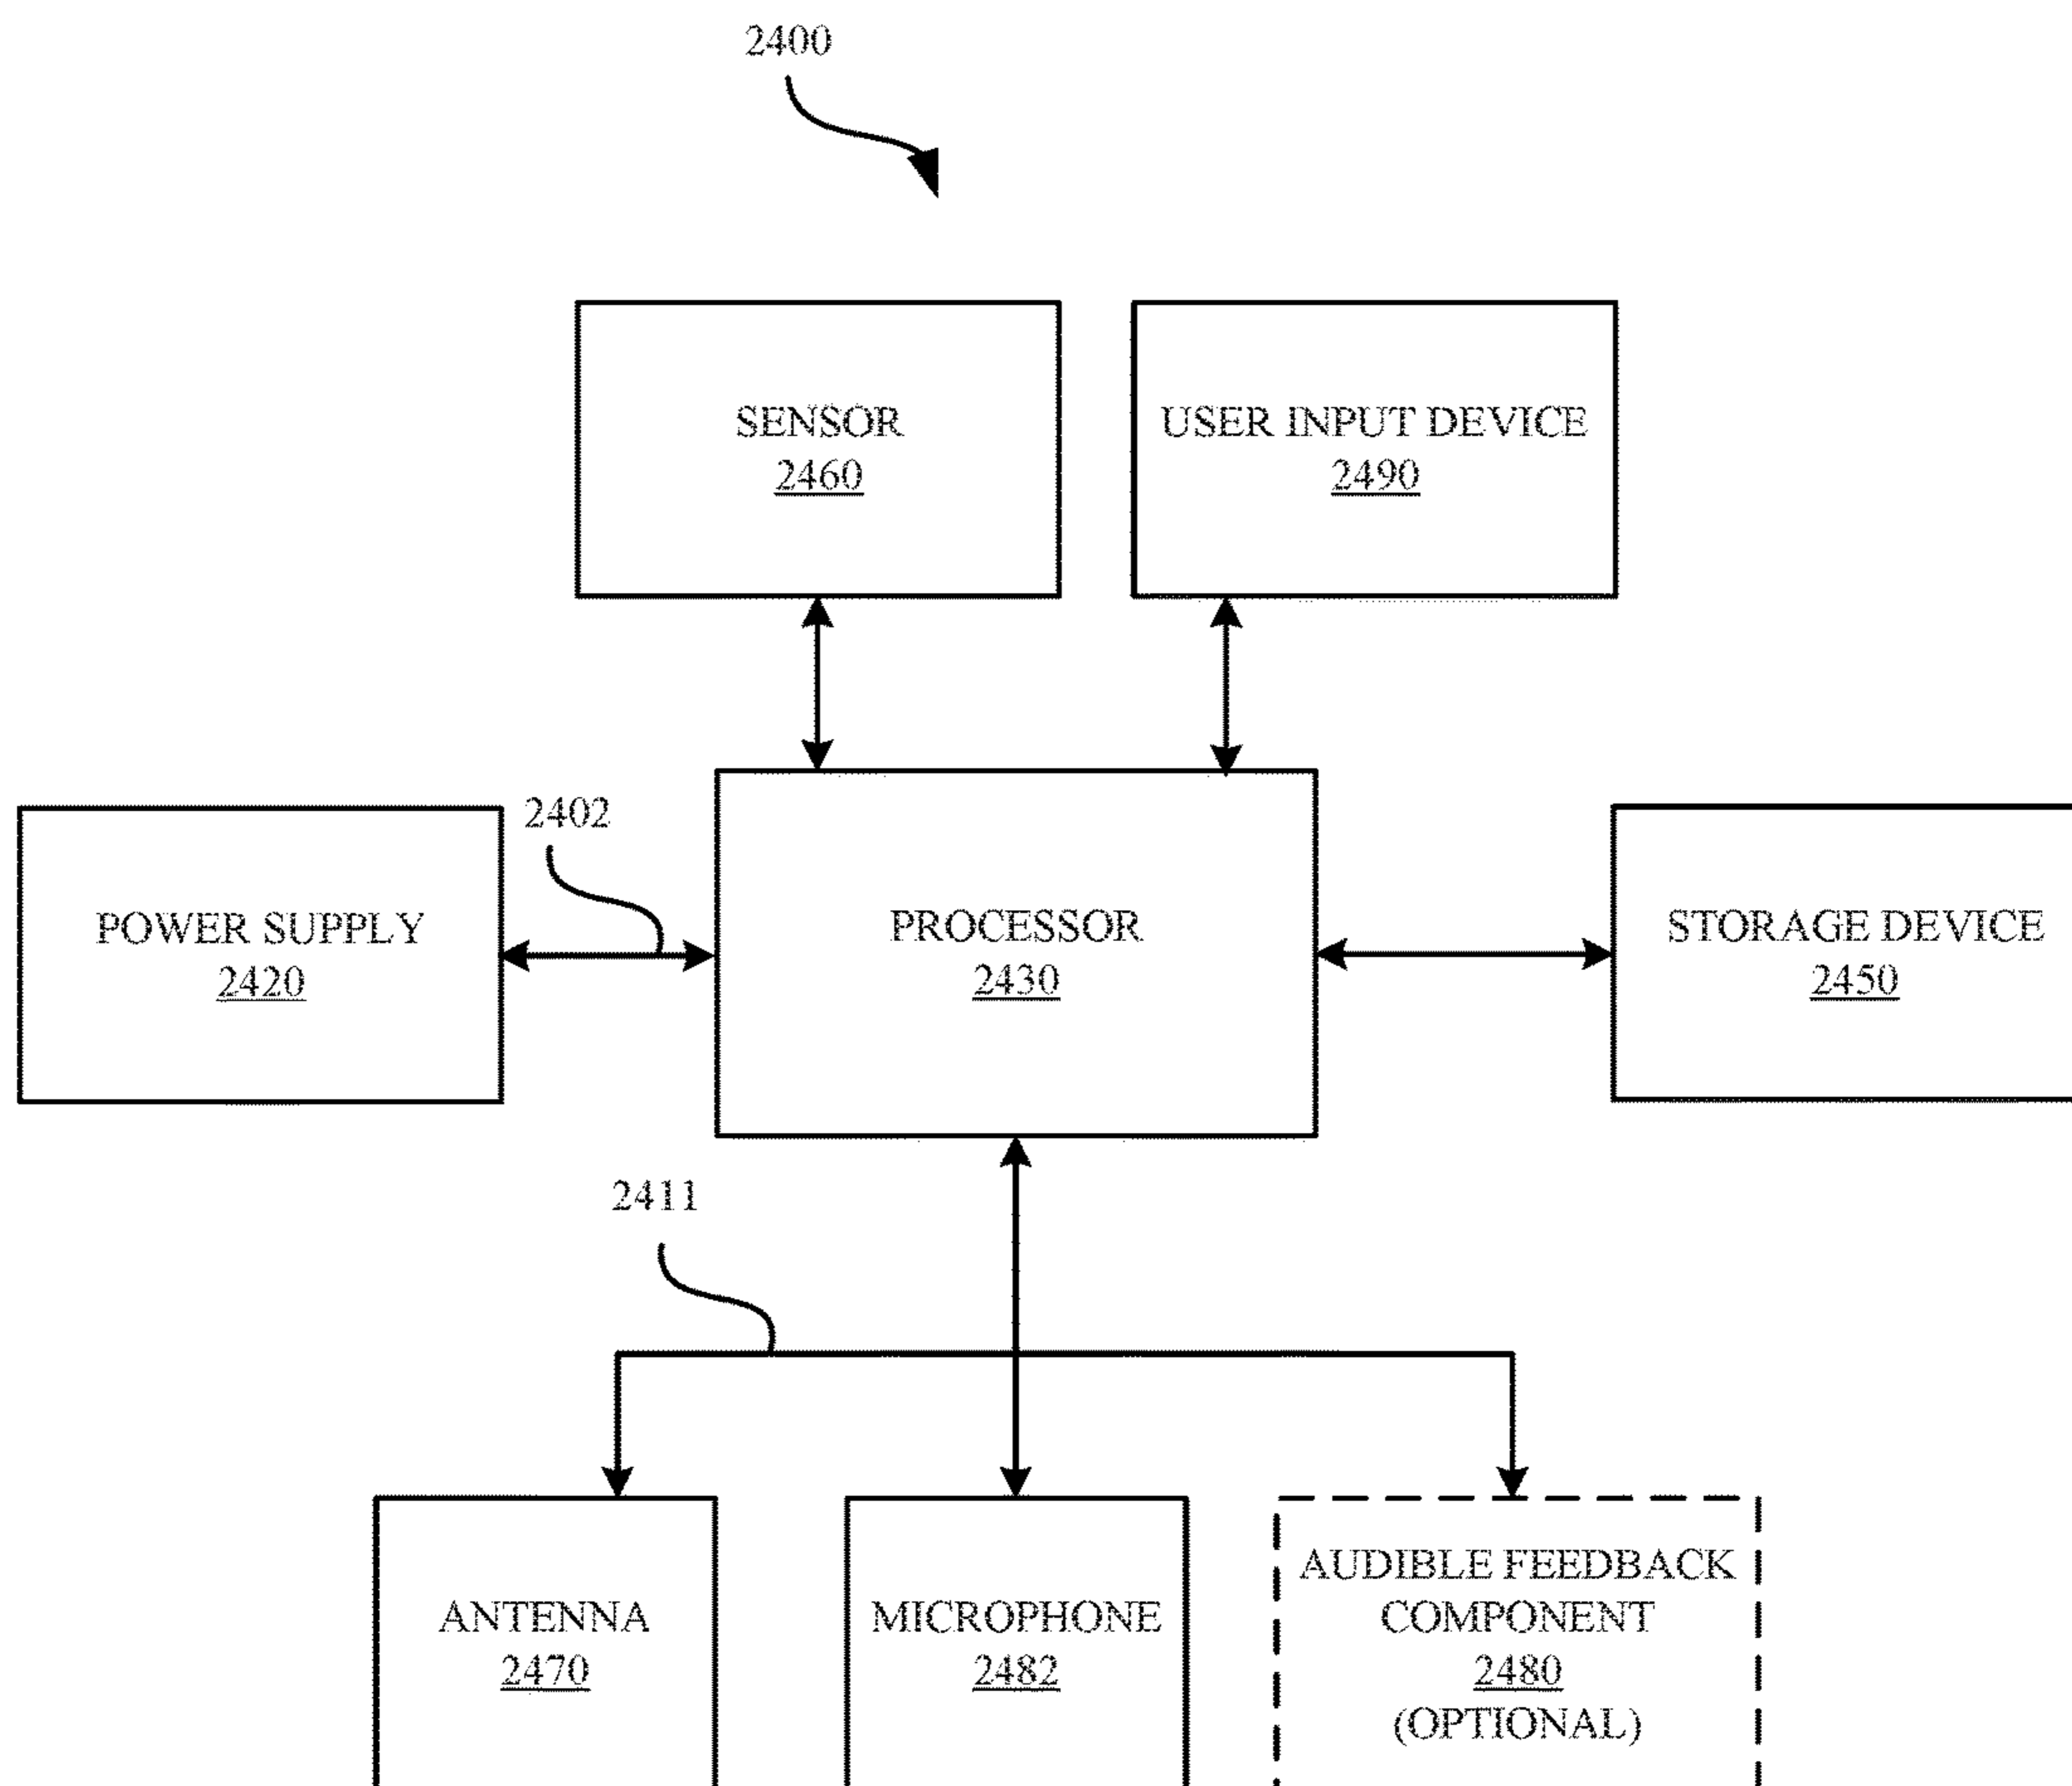 2400
SENSOR
2460
USER INPUT DEVICE
2490
2402
POWER SUPPLY
2420
PROCESSOR
2430
STORAGE DEVICE
2450
2411
ANTENNA
2470
MICROPHONE
2482
AUDIBLE FEEDBACK
COMPONENT
2480
(OPTIONAL)